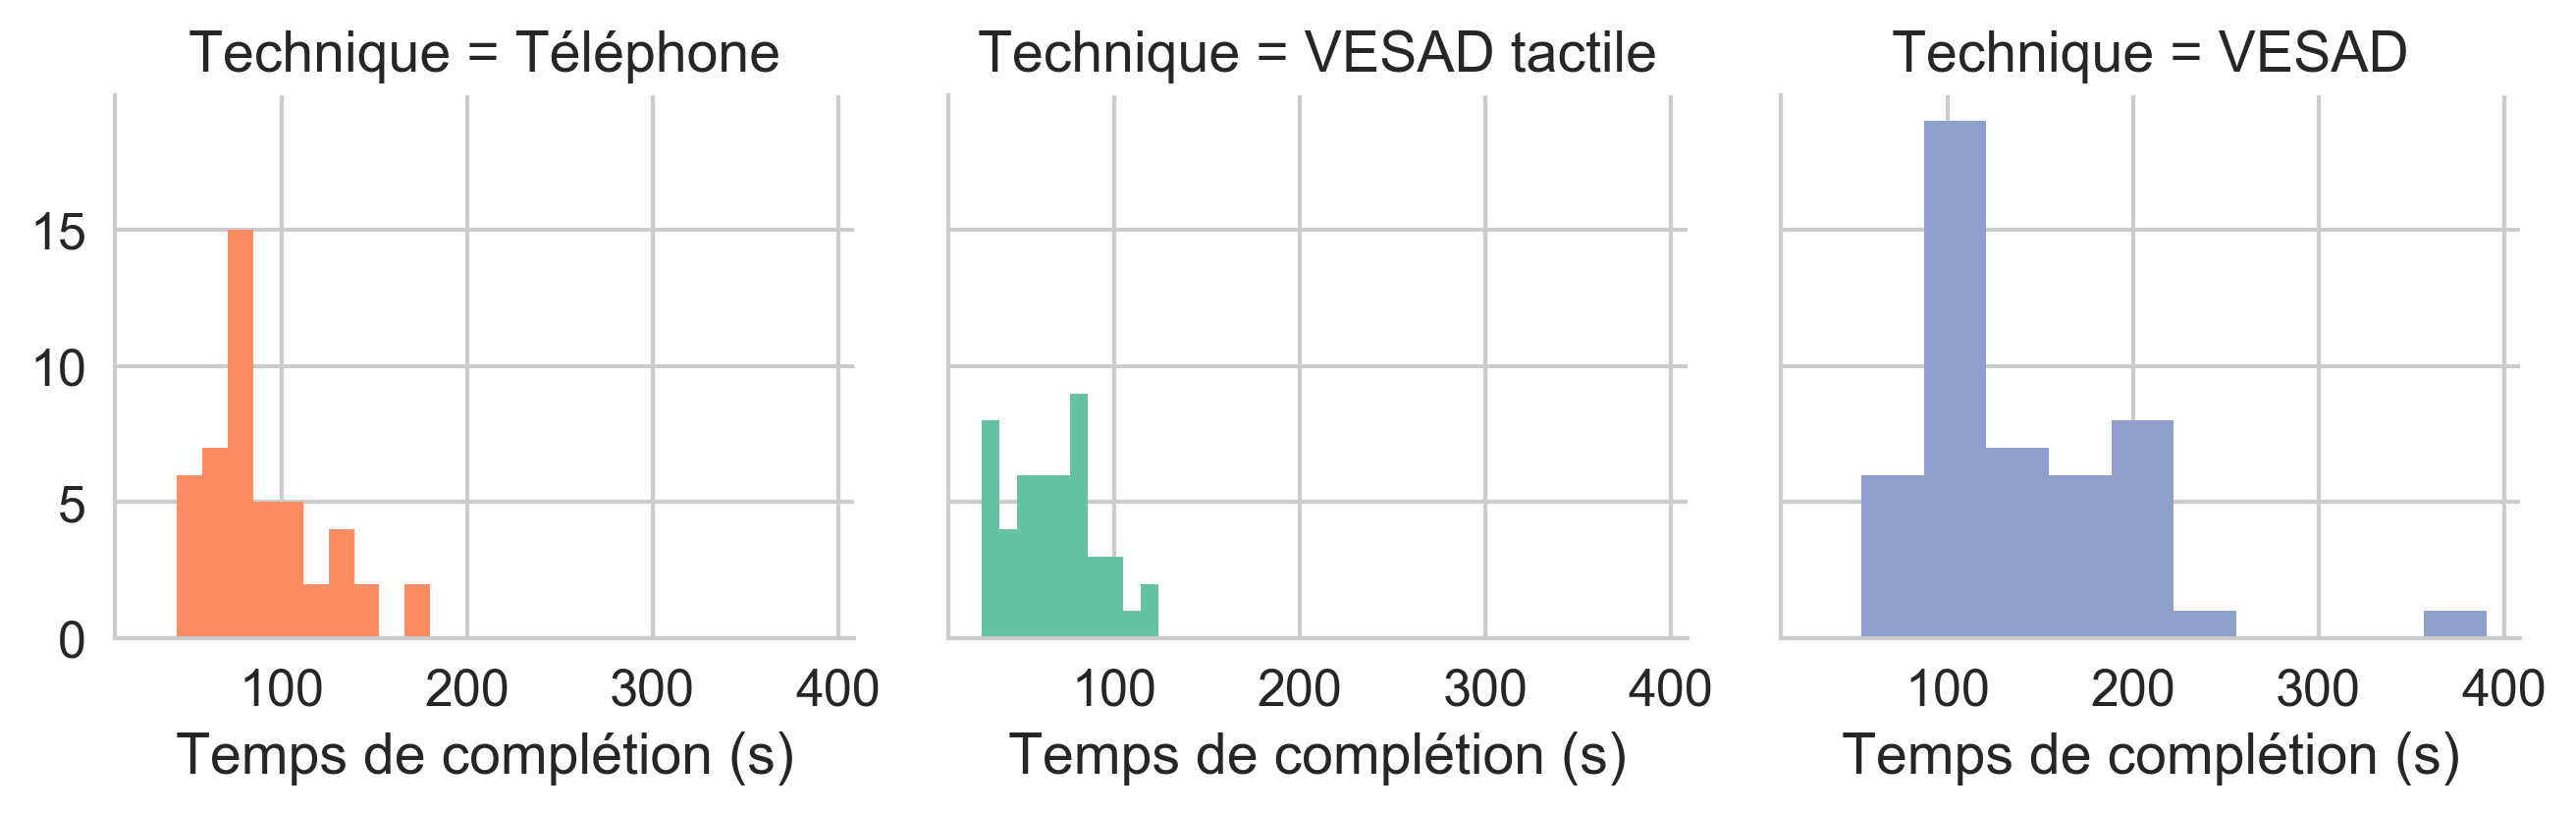 Technique = Téléphone
Technique = VESAD tactile
Technique = VESAD
15
10
5
0
100 200 300 400
100 200 300 400
100 200 300 400
Temps de complétion (s)
Temps de complétion (s)
Temps de complétion (s)